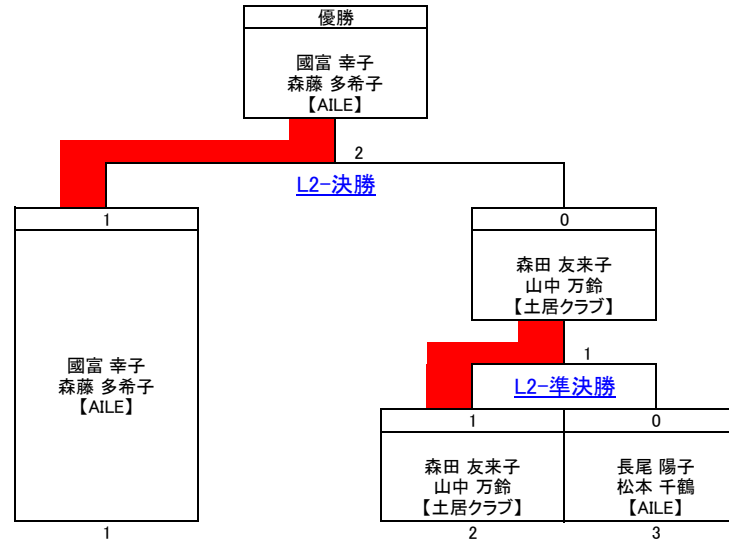 優勝
國富 幸子
森藤 多希子
【AILE】
2
L2-決勝
1
0
森田 友来子
山中 万鈴
【土居クラブ】
國富 幸子
森藤 多希子
【AILE】
1
L2-準決勝
1
0
森田 友来子
山中 万鈴
【土居クラブ】
長尾 陽子
松本 千鶴
【AILE】
1
2
3